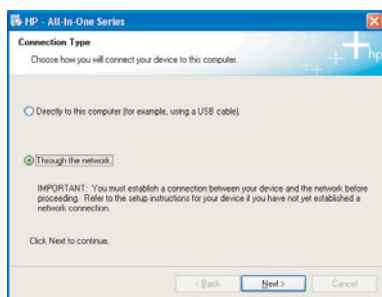 HP - All-In-One Series
Connection Type
Choose how you will connect your device to this computer.
hp
Directly to this computer (for example, using a USB cable).
Through the network.
IMPORTANT: You must establish a connection between your device and the network before
proceeding. Refer to the setup instructions for your device if you have not yet established a
network connection.
Click Next to continue.
< Back Next > Cancel